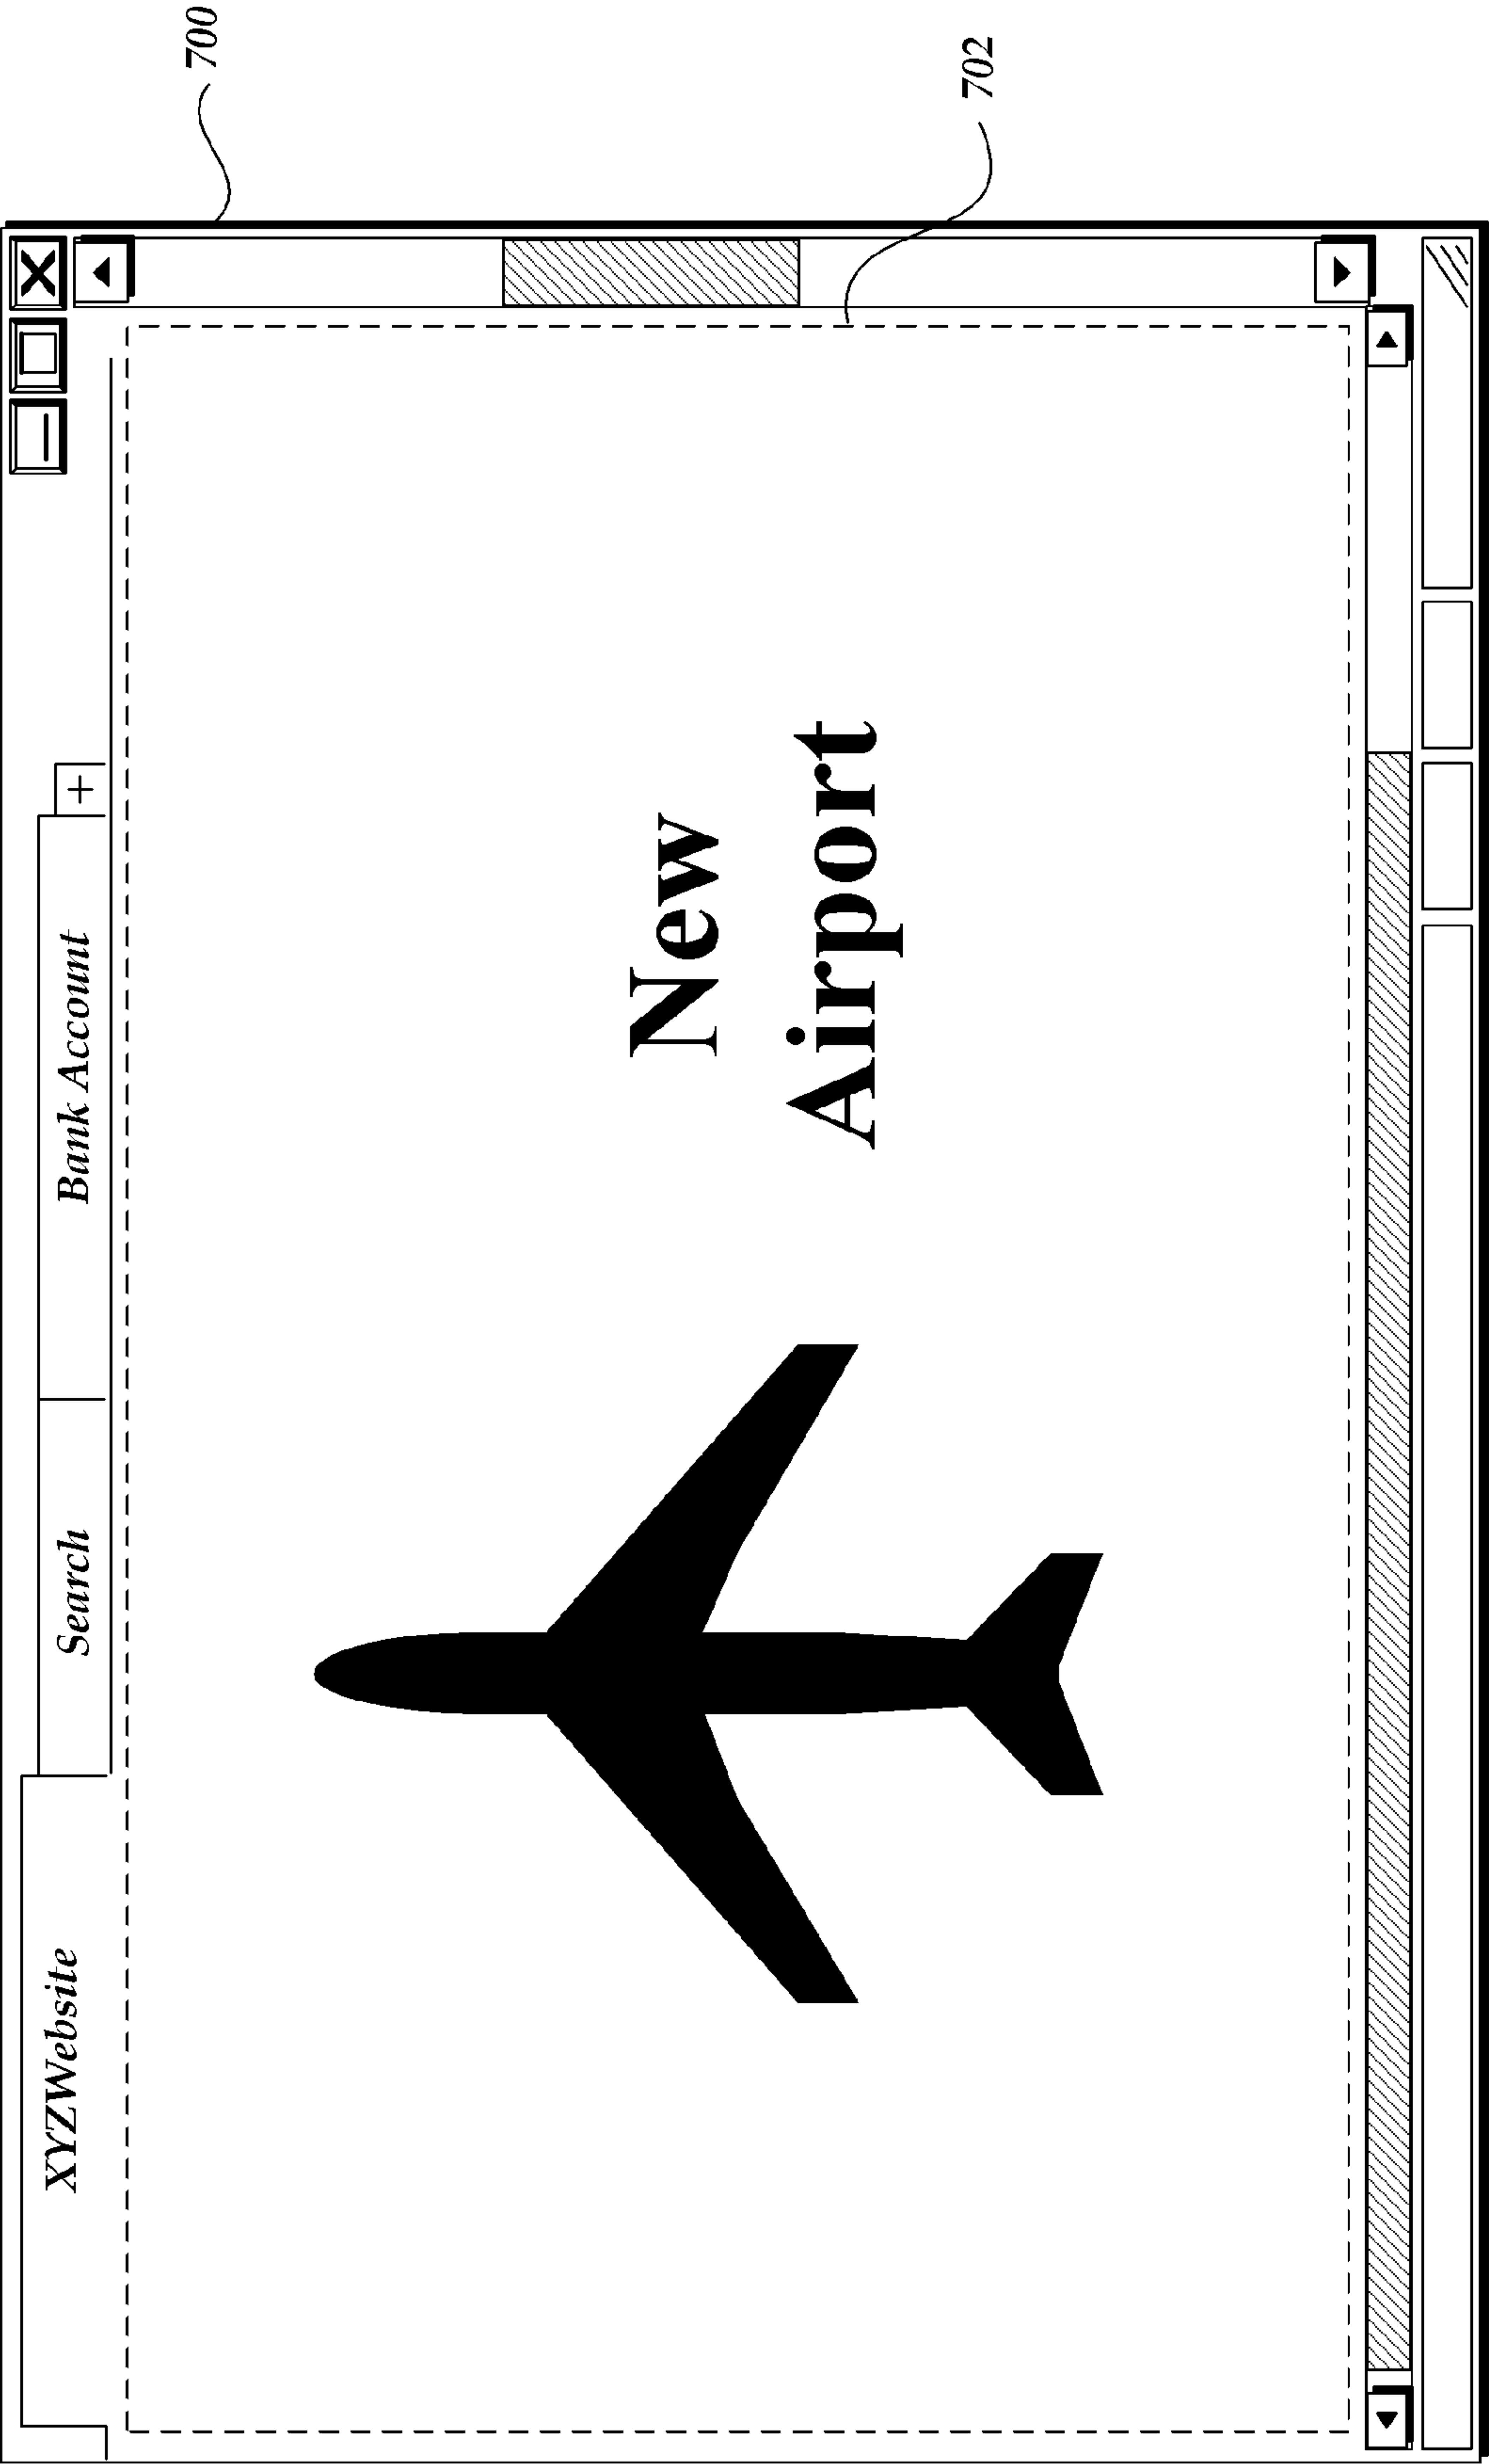 700
XYZWebsite
Search
Bank Account
+
702
New
Airport